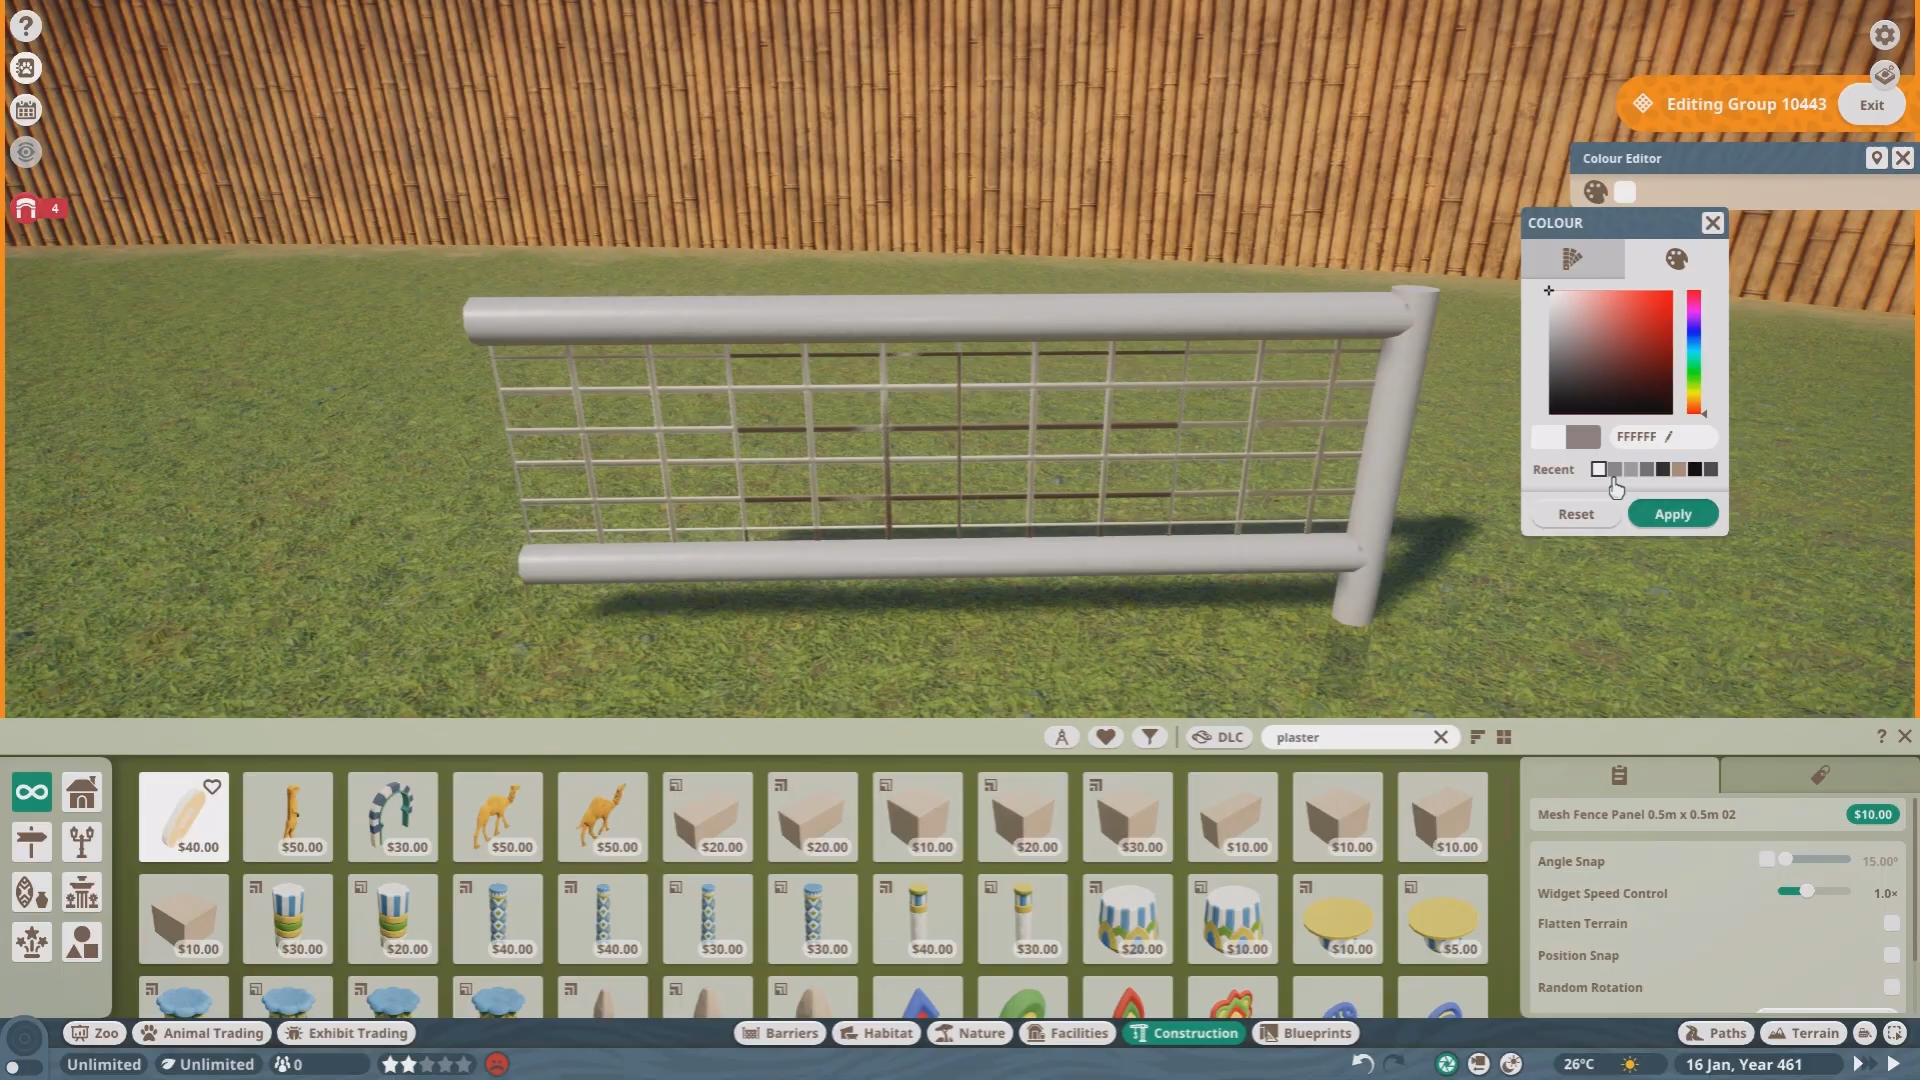 ?
Editing Group 10443
Exit
Colour Editor
4
COLOUR
FFFFFF
Recent
Reset
Apply
DLC
plaster
?
$40.00
$50.00
$30.00
$50.00
$50.00
$20.00
$20.00
$10.00
$20.00
$30.00
$10.00
$10.00
$10.00
Mesh Fence Panel 0.5m x 0.5m 02
$10.00
Angle Snap
15.00°
Widget Speed Control
1.0×
Flatten Terrain
Position Snap
Random Rotation
$10.00
$30.00
$20.00
$40.00
$40.00
$30.00
$30.00
$40.00
$30.00
$20.00
$10.00
$10.00
$5.00
Zoo
Animal Trading
Exhibit Trading
Barriers
Habitat
Nature
Facilities
Construction
Blueprints
Paths
Terrain
Unlimited
Unlimited
0
26°C
16 Jan, Year 461